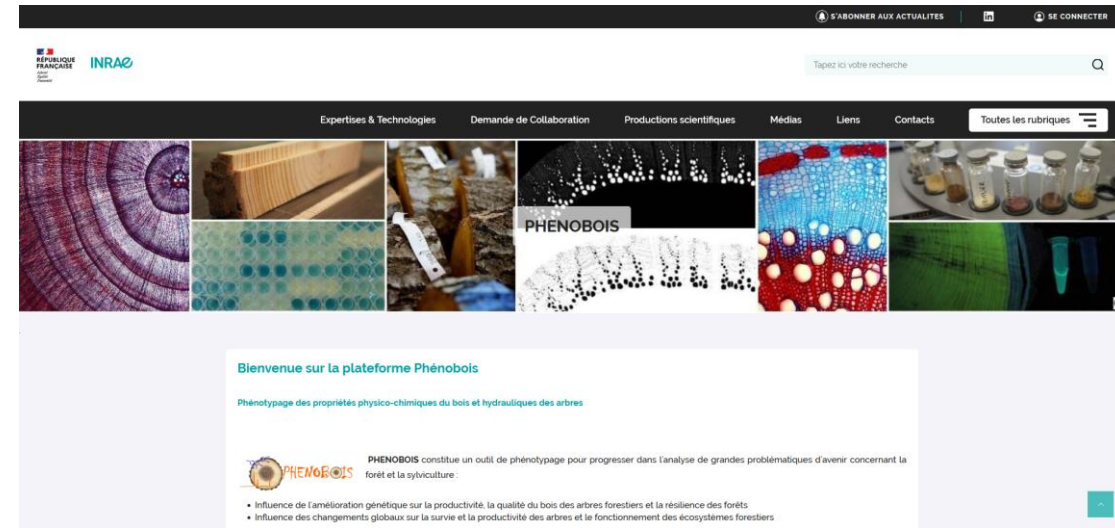 S'ABONNER AUX ACTUALITES
in
SE CONNECTER
RÉPUBLIQUE
FRANÇAISE
Liberté
Égalité
Fraternité
INRAE
Tapez ici votre recherche
Expertises & Technologies Demande de Collaboration Productions scientifiques Médias Liens Contacts Toutes les rubriques
PHENOBOIS
Bienvenue sur la plateforme Phénobois
Phénotypage des propriétés physico-chimiques du bois et hydrauliques des arbres
PHENOBOIS
PHENOBOIS constitue un outil de phénotypage pour progresser dans l'analyse de grandes problématiques d'avenir concernant la
forêt et la sylviculture :
• Influence de l'amélioration génétique sur la productivité, la qualité du bois des arbres forestiers et la résilience des forêts
• Influence des changements globaux sur la survie et la productivité des arbres et le fonctionnement des écosystèmes forestiers